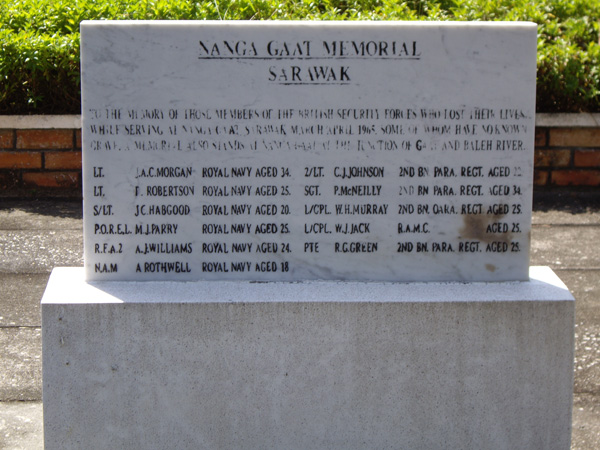 NANGA GAAT MEMORIAL
SARAWAK
TO THE MEMORY OF THOSE MEMBERS OF THE BRITISH SECURITY FORCES WHO LOST THEIR LIVES
WHILE SERVING AT NANGA GAAT, SARAWAK MARCH/APRIL 1965, SOME OF WHOM HAVE NO KNOWN
GRAVE, A MEMORIAL ALSO STANDS AT NANGA GAAT AT THE JUNCTION OF GAAT AND BALEH RIVER.
LT. J.A.C.MORGAN ROYAL NAVY AGED 34. 2/LT. C.J.JOHNSON 2ND BN PARA. REGT. AGED
LT. ROBERTSON ROYAL NAVY AGED 25. SGT. P.McNEILLY 2ND BN PARA. REGT. AGED 34.
S/LT. J.C.HABGOOD ROYAL NAVY AGED 20. L/CPL. W.H.MURRAY 2ND BN. REGT AGED 25.
P.O.R.E.L. M.J.PARRY ROYAL NAVY AGED 25. L/CPL. W.J.JACK R.A.M.C. AGED 25.
R.F.A.2 A.J.WILLIAMS ROYAL NAVY AGED 24. PTE R.G.GREEN 2ND BN. PARA. REGT AGED 25.
N.A.M A.ROTHWELL ROYAL NAVY AGED 18